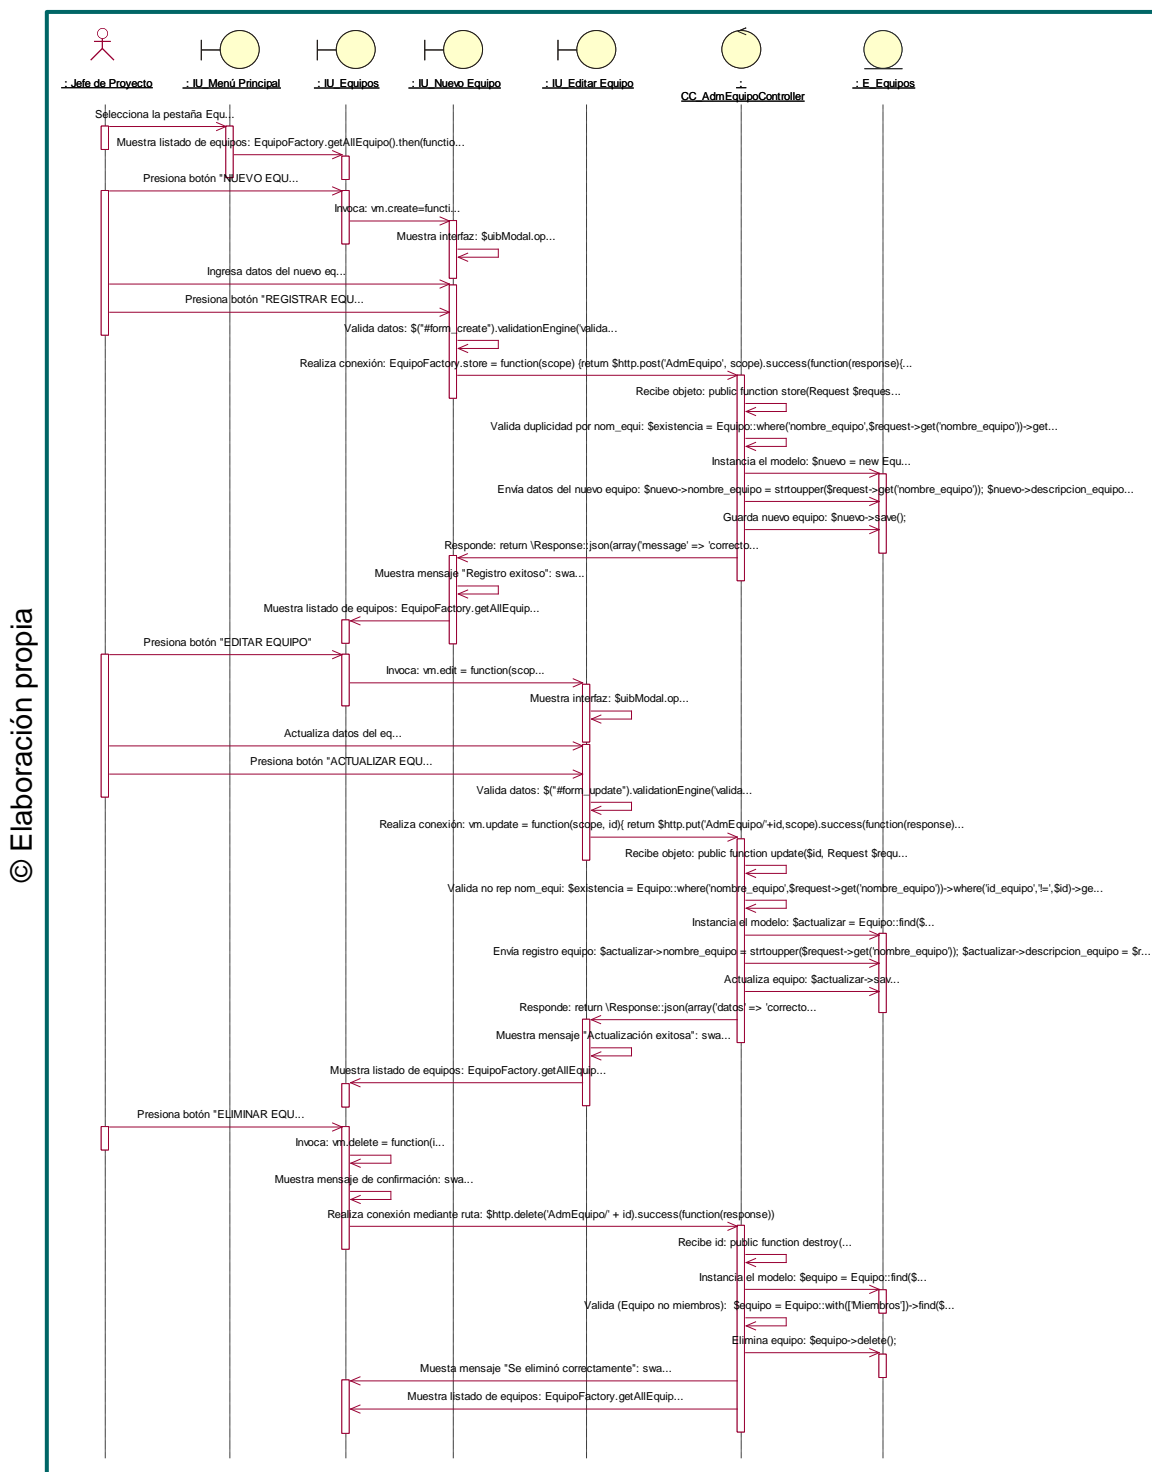 : Jefe de Proyecto
: IU_Menú Principal
: IU_Equipos
: IU_Nuevo Equipo
: IU_Editar Equipo
:
CC_AdmEquipoController
: E_Equipos
Selecciona la pestaña Equ...
Muestra listado de equipos: EquipoFactory.getAllEquipo().then(functio...
Presiona botón "NUEVO EQU...
Invoca: vm.create=functi...
Muestra interfaz: $uibModal.op...
Ingresa datos del nuevo eq...
Presiona botón "REGISTRAR EQU...
Valida datos: $("#form_create").validationEngine('valida...
Realiza conexión: EquipoFactory.store = function(scope) {return $http.post('AdmEquipo', scope).success(function(response){...
Recibe objeto: public function store(Request $reques...
Valida duplicidad por nom_equi: $existencia = Equipo::where('nombre_equipo',$request->get('nombre_equipo'))->get...
Instancia el modelo: $nuevo = new Equ...
Envía datos del nuevo equipo: $nuevo->nombre_equipo = strtoupper($request->get('nombre_equipo')); $nuevo->descripcion_equipo...
Guarda nuevo equipo: $nuevo->save();
Responde: return \Response::json(array('message' => 'correcto...
Muestra mensaje "Registro exitoso": swa...
Muestra listado de equipos: EquipoFactory.getAllEquip...
Presiona botón "EDITAR EQUIPO"
Invoca: vm.edit = function(scop...
Muestra interfaz: $uibModal.op...
Actualiza datos del eq...
Presiona botón "ACTUALIZAR EQU...
Valida datos: $("#form_update").validationEngine('valida...
Realiza conexión: vm.update = function(scope, id){ return $http.put('AdmEquipo/'+id,scope).success(function(response)...
Recibe objeto: public function update($id, Request $requ...
Valida no rep nom_equi: $existencia = Equipo::where('nombre_equipo',$request->get('nombre_equipo'))->where('id_equipo','!=',$id)->ge...
Instancia el modelo: $actualizar = Equipo::find($...
Envía registro equipo: $actualizar->nombre_equipo = strtoupper($request->get('nombre_equipo')); $actualizar->descripcion_equipo = $r...
Actualiza equipo: $actualizar->sav...
Responde: return \Response::json(array('datos' => 'correcto...
Muestra mensaje "Actualización exitosa": swa...
Muestra listado de equipos: EquipoFactory.getAllEquip...
Presiona botón "ELIMINAR EQU...
Invoca: vm.delete = function(i...
Muestra mensaje de confirmación: swa...
Realiza conexión mediante ruta: $http.delete('AdmEquipo/' + id).success(function(response))
Recibe id: public function destroy(...
Instancia el modelo: $equipo = Equipo::find($...
Valida (Equipo no miembros):  $equipo = Equipo::with(['Miembros'])->find($...
Elimina equipo: $equipo->delete();
Muesta mensaje "Se eliminó correctamente": swa...
Muestra listado de equipos: EquipoFactory.getAllEquip...
© Elaboración propia